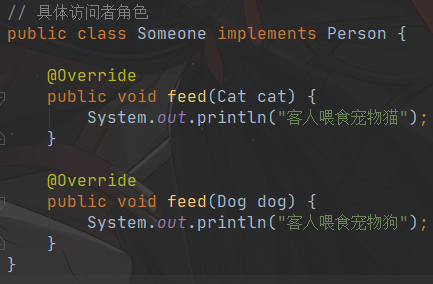 // 具体访问者角色
public class Someone implements Person {
@Override
public void feed(Cat cat) {
System.out.println("客人喂食宠物猫");
}
@Override
public void feed(Dog dog) {
System.out.println("客人喂食宠物狗");
}
}